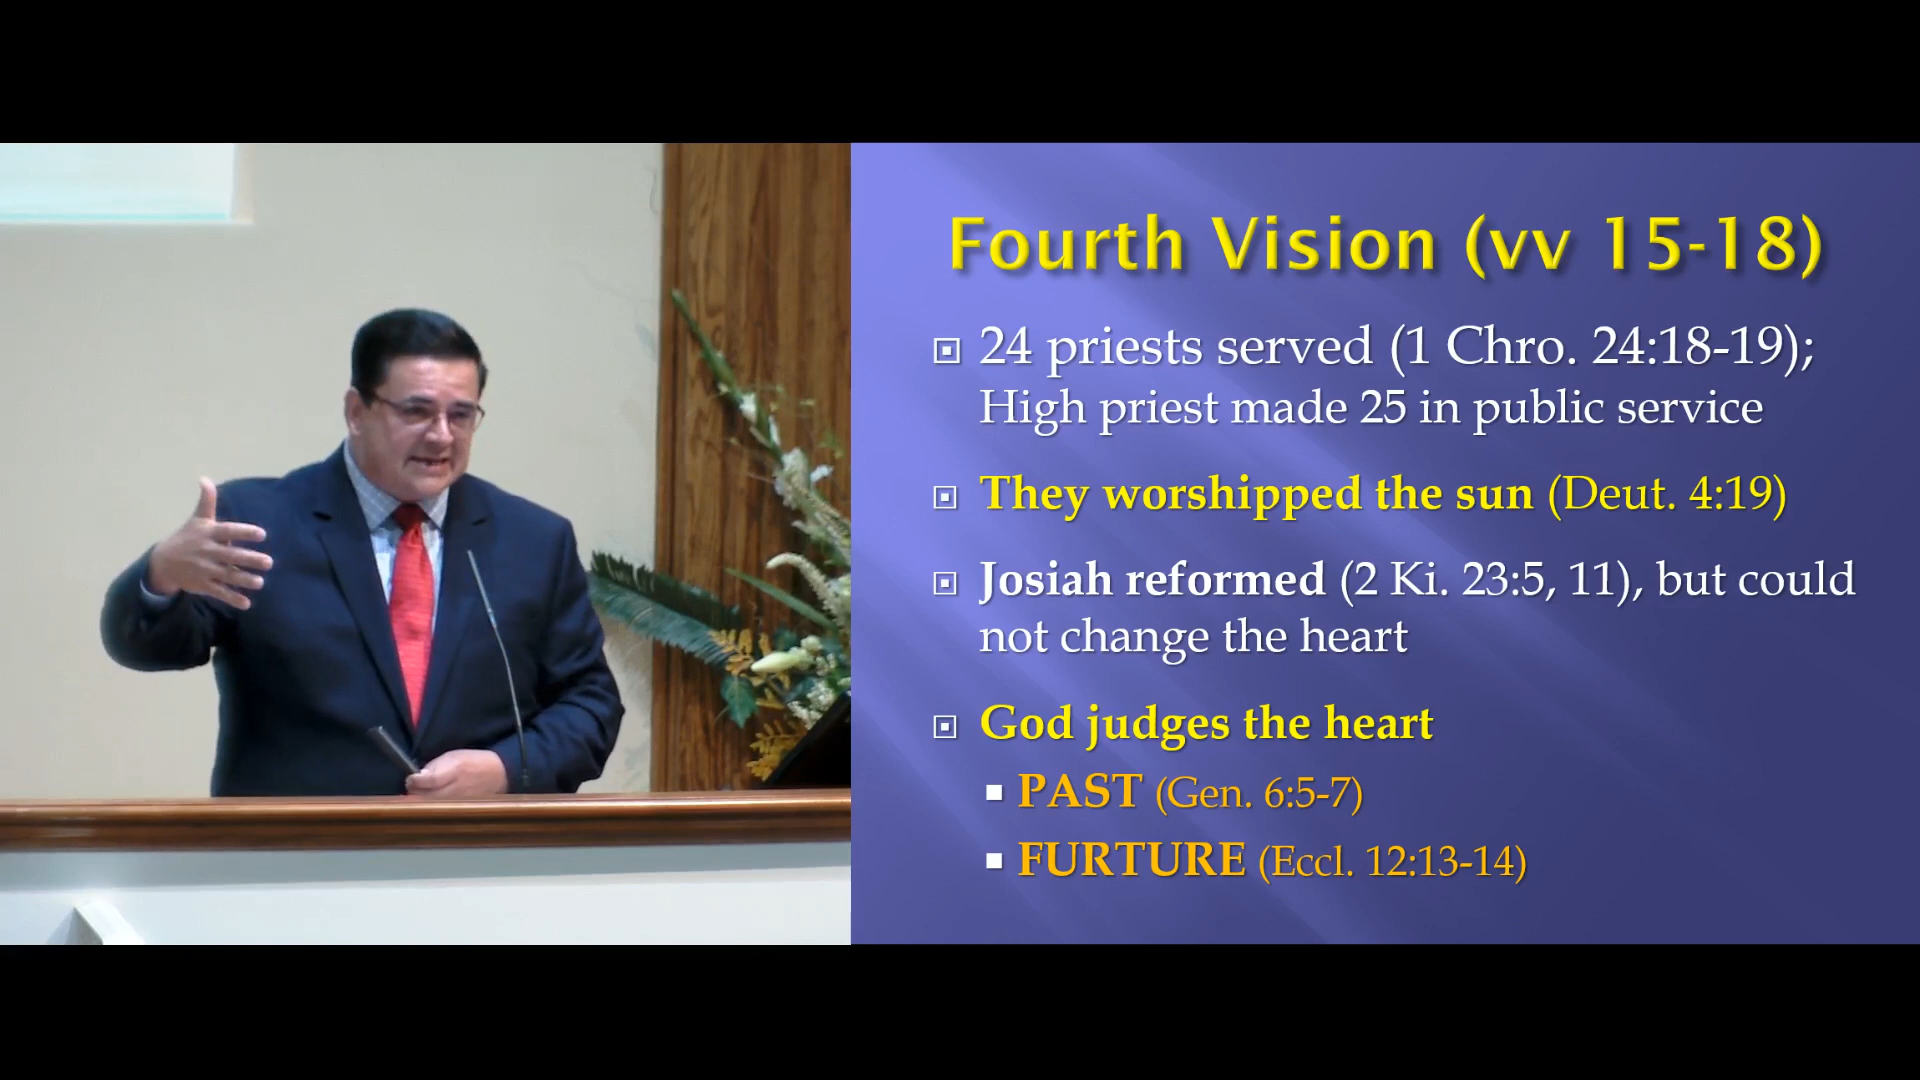 Fourth Vision (vv 15-18)
24 priests served (1 Chro. 24:18-19);
High priest made 25 in public service
They worshipped the sun (Deut. 4:19)
Josiah reformed (2 Ki. 23:5, 11), but could
not change the heart
God judges the heart
PAST (Gen. 6:5-7)
FURTURE (Eccl. 12:13-14)